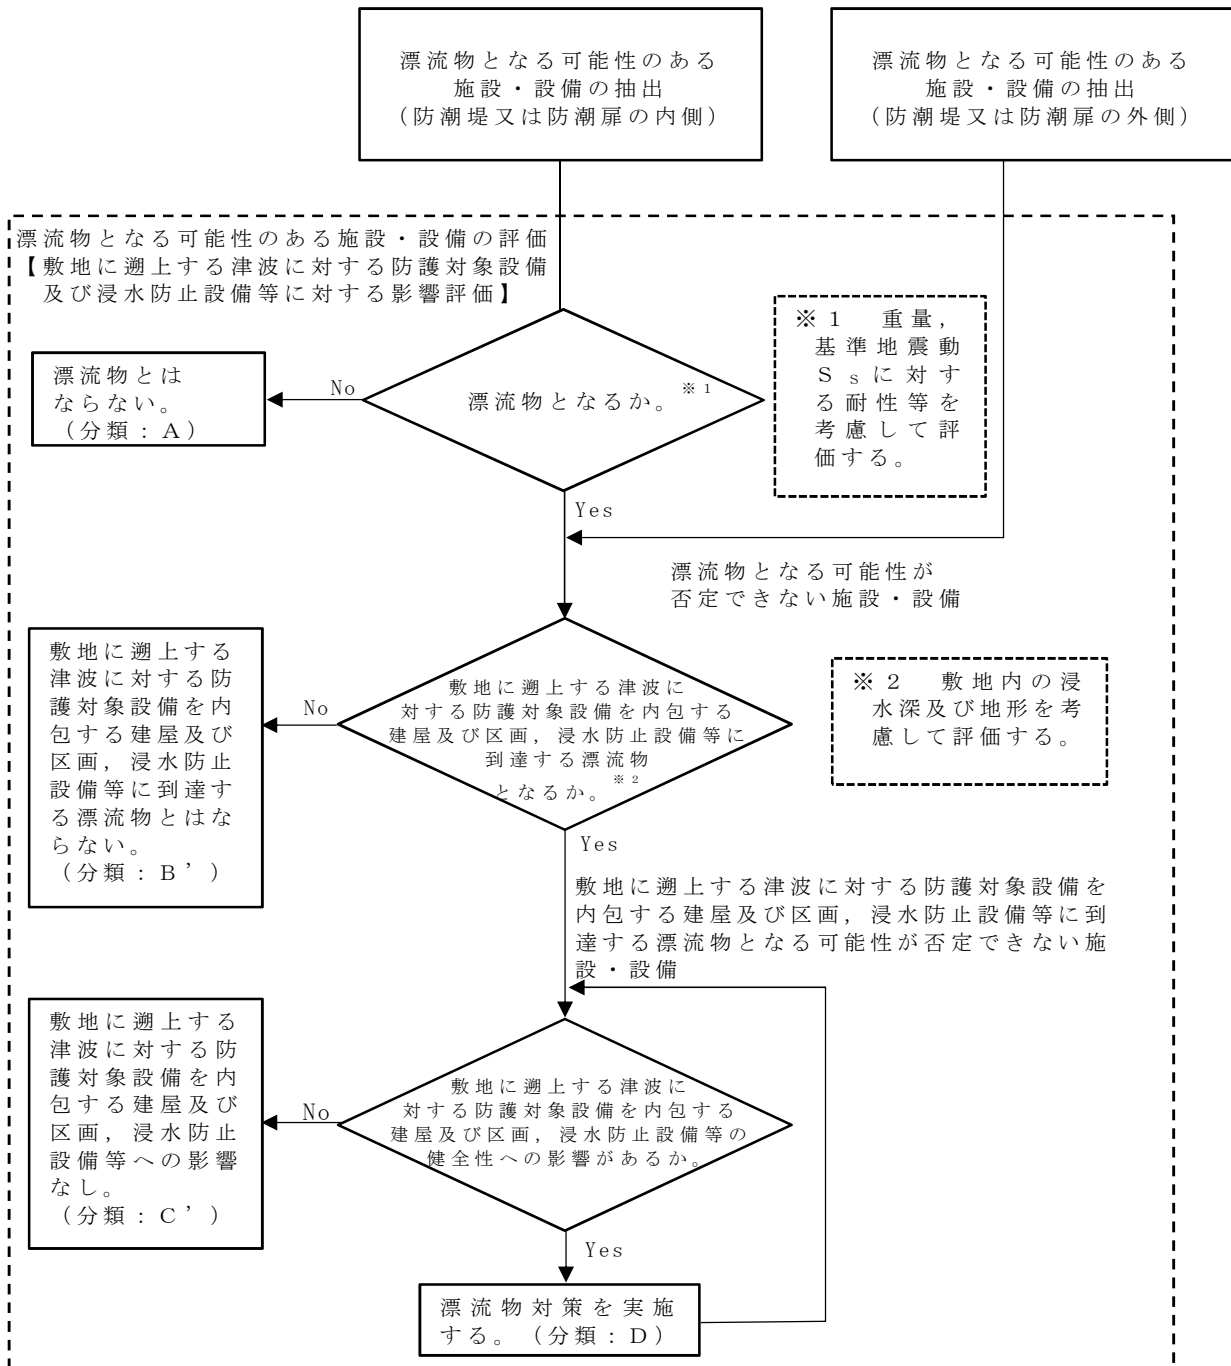 漂流物となる可能性のある
施設・設備の抽出
(防潮堤又は防潮扉の内側)
漂流物となる可能性のある
施設・設備の抽出
(防潮堤又は防潮扉の外側)
漂流物となる可能性のある施設・設備の評価
【敷地に遡上する津波に対する防護対象設備
及び浸水防止設備等に対する影響評価】
※1 重量,
基準地震動
Ssに対す
る耐性等を
考慮して評
価する。
漂流物とは
ならない。
(分類:A)
No
漂流物となるか。※1
Yes
漂流物となる可能性が
否定できない施設・設備
敷地に遡上する
津波に対する防
護対象設備を内
包する建屋及び
区画,浸水防止
設備等に到達す
る漂流物とはな
らない。
(分類:B’)
No
敷地に遡上する津波に
対する防護対象設備を内包する
建屋及び区画,浸水防止設備等に
到達する漂流物
となるか。※2
※2 敷地内の浸
水深及び地形を考
慮して評価する。
Yes
敷地に遡上する津波に対する防護対象設備を
内包する建屋及び区画,浸水防止設備等に到
達する漂流物となる可能性が否定できない施
設・設備
敷地に遡上する
津波に対する防
護対象設備を内
包する建屋及び
区画,浸水防止
設備等への影響
なし。
(分類:C’)
No
敷地に遡上する津波に
対する防護対象設備を内包する
建屋及び区画,浸水防止設備等の
健全性への影響があるか。
Yes
漂流物対策を実施
する。(分類:D)